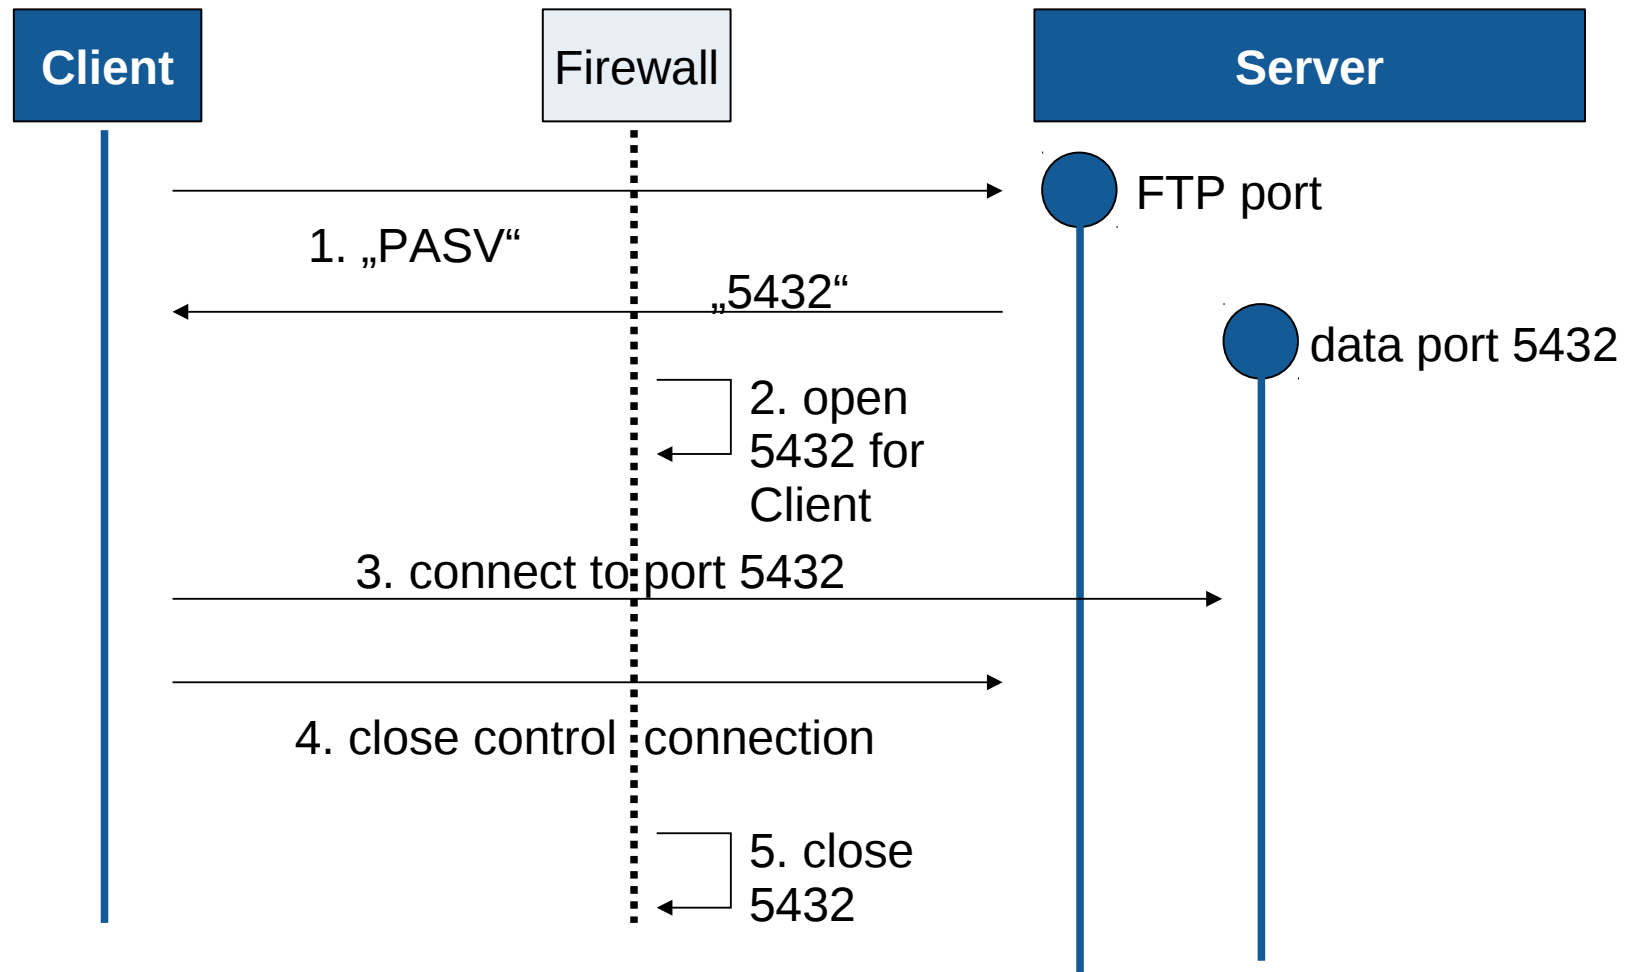 Client
Firewall
Server
FTP port
1. „PASV“
„5432“
data port 5432
2. open
5432 for
Client
3. connect to port 5432
4. close control connection
5. close
5432